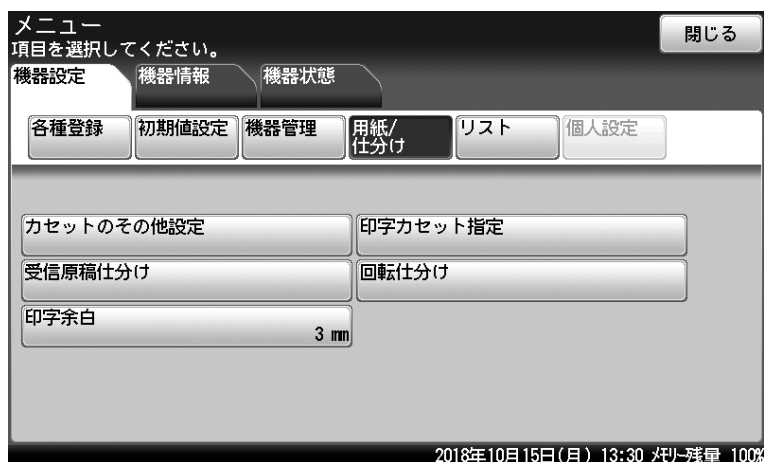 メニュー
項目を選択してください。
閉じる
機器設定
機器情報
機器状態
各種登録
初期値設定
機器管理
用紙/
仕分け
リスト
個人設定
カセットのその他設定
印字カセット指定
受信原稿仕分け
回転仕分け
印字余白
3 mm
2018年10月15日(月) 13:30 ﾒﾓﾘｰ残量 100%